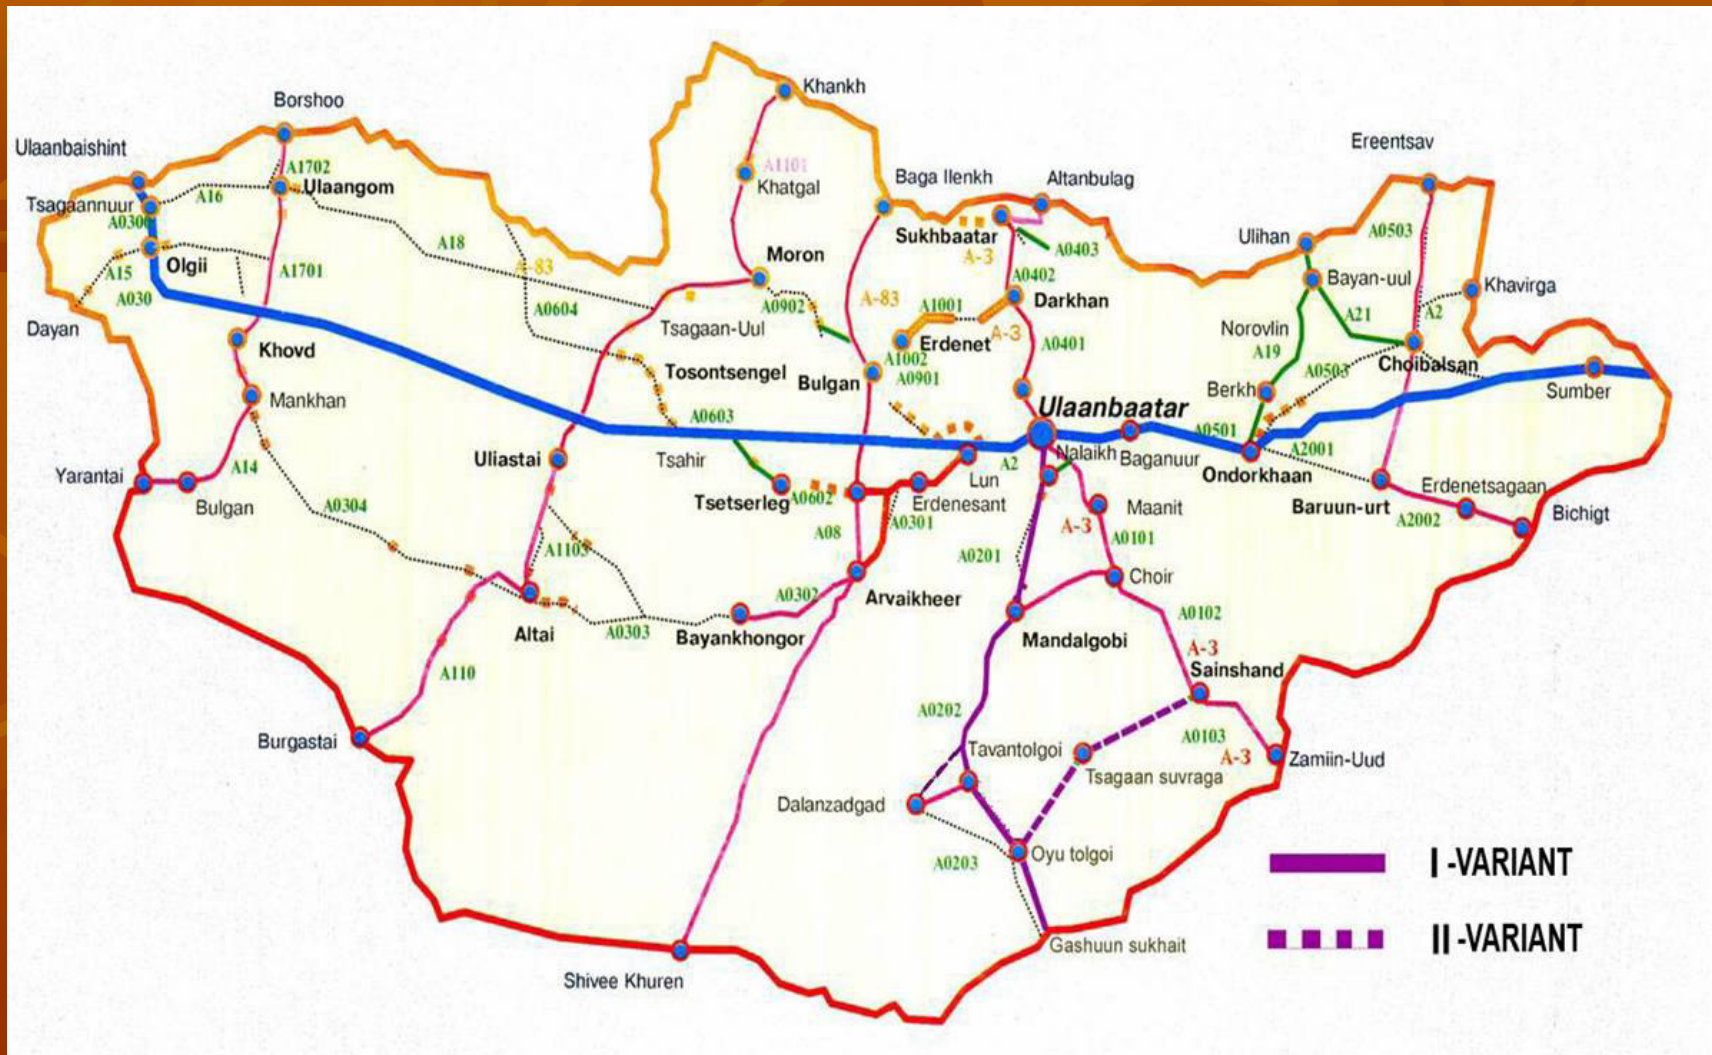 Khankh
Borshoo
Ulaanbaishint
Ereentsav
A1702
A1101
Baga Ilenkh
Altanbulag
Khatgal
Ulaangom
A16
Tsagaannuur
A0300
A0503
Sukhbaatar
Ulihan
A18
A0403
A-3
Moron
Olgii
A-83
A1701
A15
A0402
Bayan-uul
Khavirga
A030
A0604
A0902
A-83
A1001
Darkhan
A21
A2
Dayan
Tsagaan-Uul
Norovlin
A-3
Erdenet
A0401
A19
Khovd
A1002
Choibalsan
Tosontsengel
Bulgan
A0901
A0503
Berkh
Sumber
Mankhan
Ulaanbaatar
A0603
A0501
A2001
Nalaikh
Baganuur
Uliastai
Tsahir
A2
A14
Yarantai
Lun
Ondorkhaan
Erdenetsagaan
Tsetserleg
A0602
Erdenesant
Bulgan
A0304
Maanit
Baruun-urt
A2002
Bichigt
A0301
A-3
A08
A0101
A1103
A0201
Choir
A0302
Arvaikheer
A0102
Altai
A0303
Bayankhongor
Mandalgobi
A-3
A110
Sainshand
A0202
A0103
Burgastai
Tavantolgoi
A-3
Zamiin-Uud
Tsagaan suvraga
Dalanzadgad
Oyu tolgoi
A0203
I -VARIANT
Gashuun sukhait
II -VARIANT
Shivee Khuren